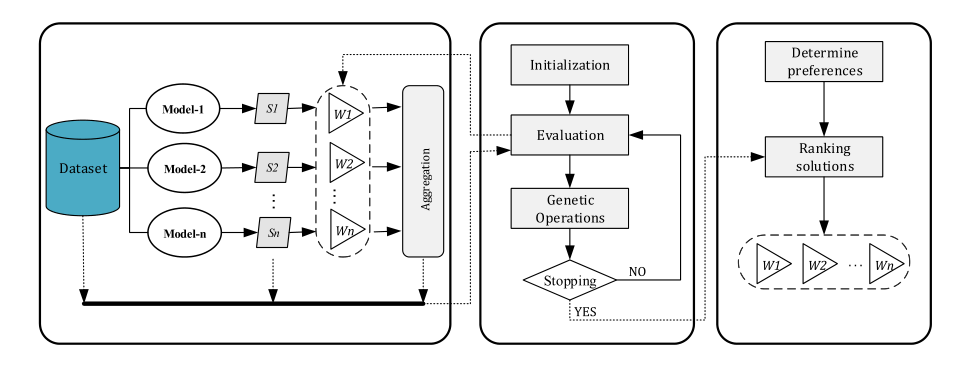 Dataset
Model-1
S1
W1
Model-2
S2
W2
Model-n
Sn
Wn
Aggregation
Initialization
Evaluation
Genetic
Operations
Stopping
NO
YES
Determine
preferences
Ranking
solutions
W1
W2
Wn